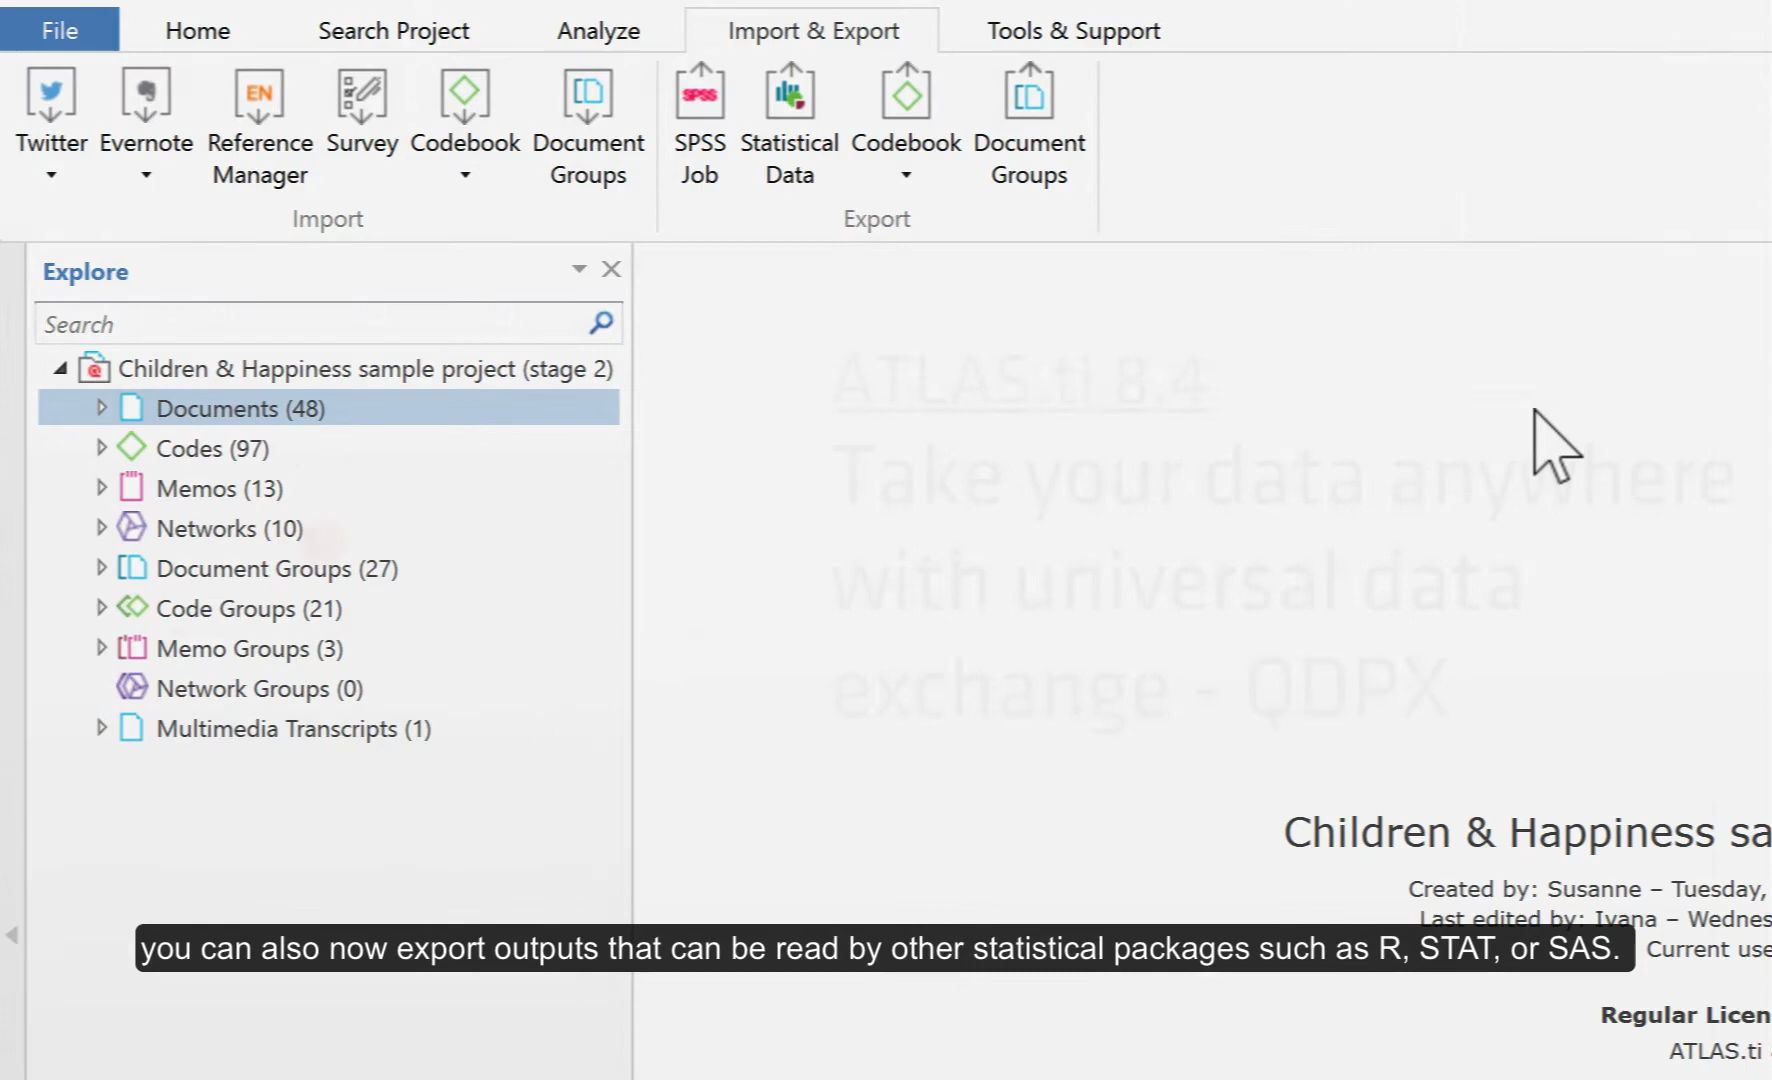 File Home Search Project Analyze Import & Export Tools & Support
EN SPSS
Twitter Evernote Reference Manager Survey Codebook Document Groups SPSS Job Statistical Data Codebook Document Groups
Import Export
Explore
Search
Children & Happiness sample project (stage 2)
Documents (48)
Codes (97)
Memos (13)
Networks (10)
Document Groups (27)
Code Groups (21)
Memo Groups (3)
Network Groups (0)
Multimedia Transcripts (1)
ATLAS.ti 8.4
Take your data anywhere
with universal data
exchange - QDPX
Children & Happiness sa
Created by: Susanne – Tuesday,
Last edited by: Ivana – Wednes
Current use
you can also now export outputs that can be read by other statistical packages such as R, STAT, or SAS.
Regular Licen
ATLAS.ti